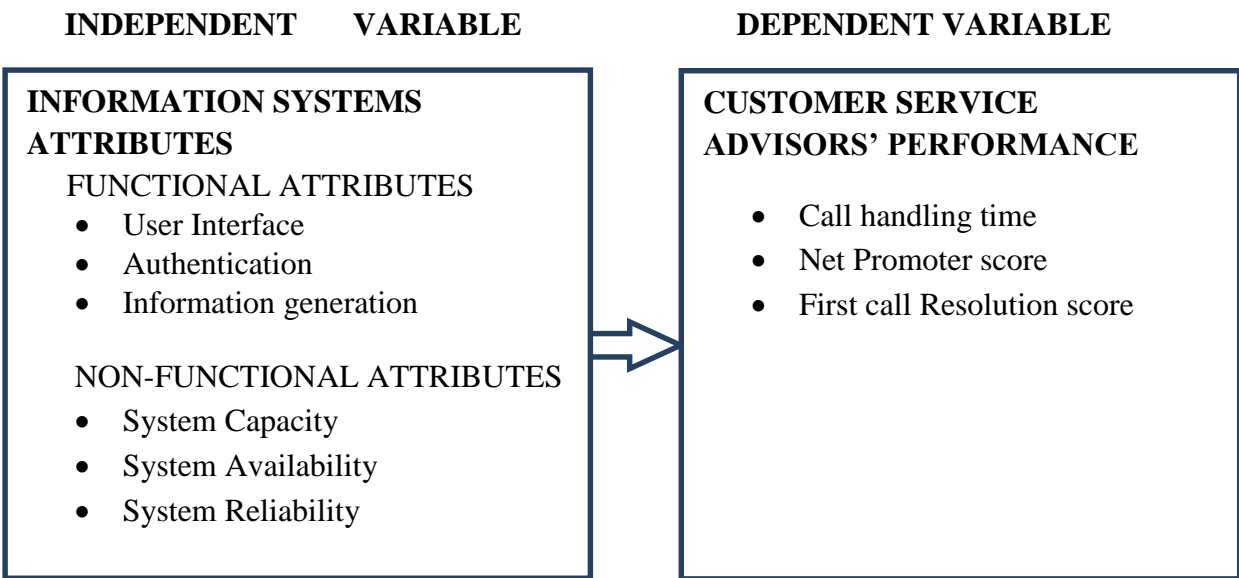 INDEPENDENT VARIABLE
DEPENDENT VARIABLE
INFORMATION SYSTEMS
ATTRIBUTES
FUNCTIONAL ATTRIBUTES
• User Interface
• Authentication
• Information generation
NON-FUNCTIONAL ATTRIBUTES
• System Capacity
• System Availability
• System Reliability
CUSTOMER SERVICE
ADVISORS’ PERFORMANCE
• Call handling time
• Net Promoter score
• First call Resolution score